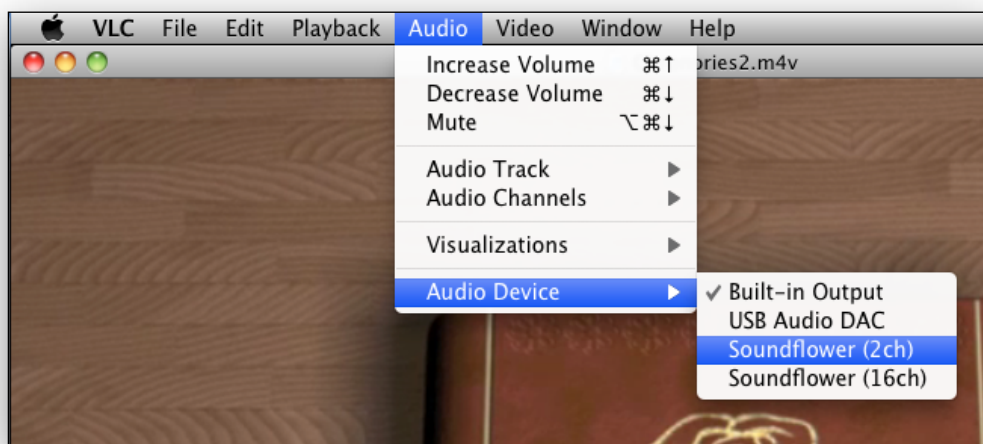 VLC File Edit Playback Audio Video Window Help
ories2.m4v
Increase Volume ⌘↑
Decrease Volume ⌘↓
Mute ⌥⌘↓
Audio Track
Audio Channels
Visualizations
Audio Device
Built-in Output
USB Audio DAC
Soundflower (2ch)
Soundflower (16ch)